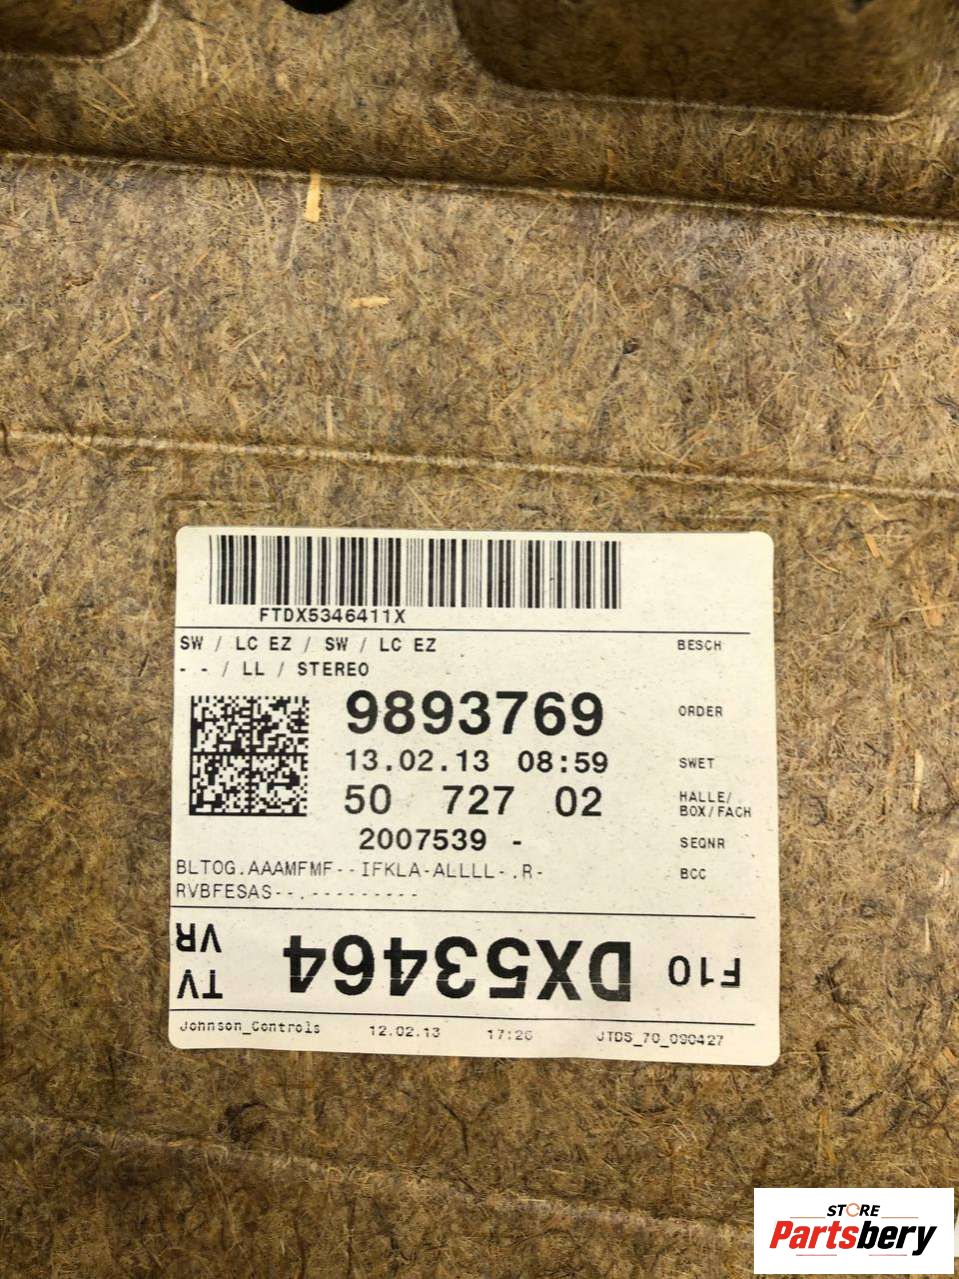 FTDX5346411X
SW / LC EZ / SW / LC EZ BESCH
- - / LL / STEREO
9893769 ORDER
13.02.13 08:59 SWET
50 727 02 HALLE/
BOX/FACH
2007539 - SEQNR
BLTOG.AAAMFMF--IFKLA-ALLLL-.R- BCC
RVBFESAS--.---------
F10 DX53464 TV
VR
Johnson_Controls 12.02.13 17:26 JTDS_70_090427
STORE
Partsbery